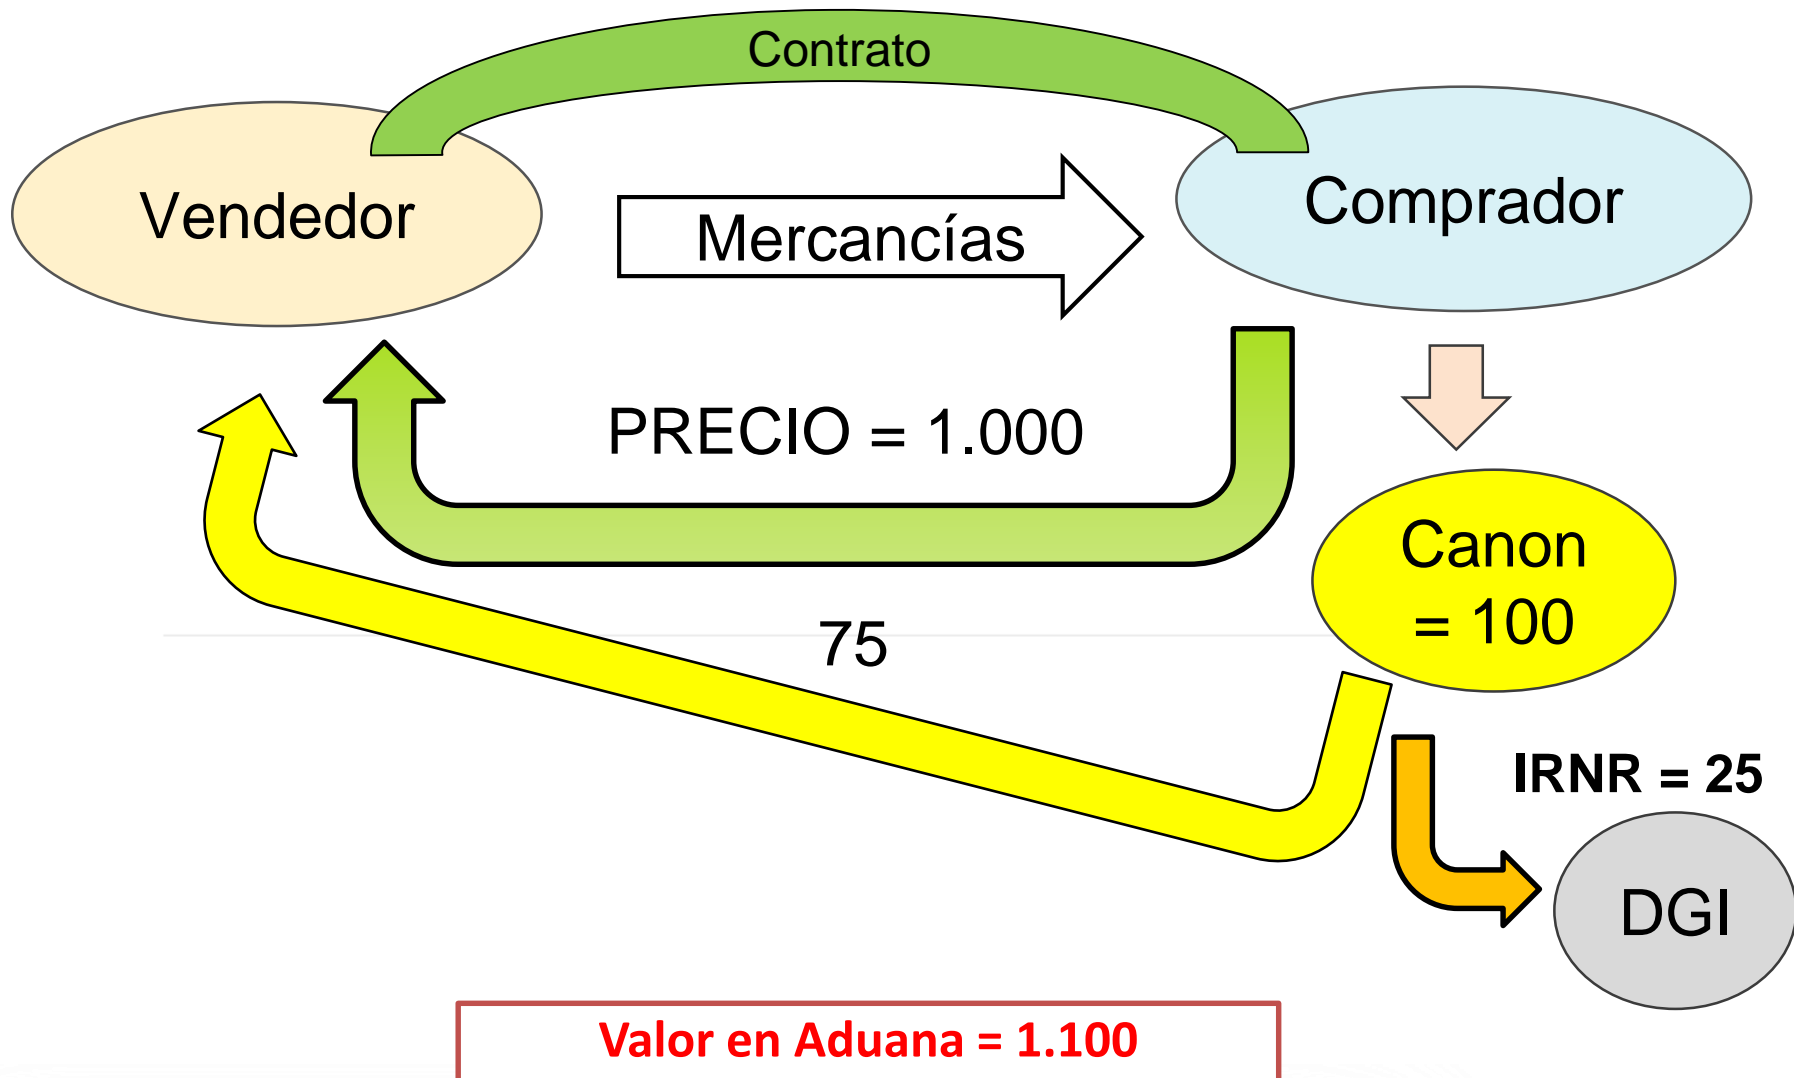 Contrato
Vendedor
Mercancías
Comprador
PRECIO = 1.000
Canon
= 100
75
IRNR = 25
DGI
Valor en Aduana = 1.100